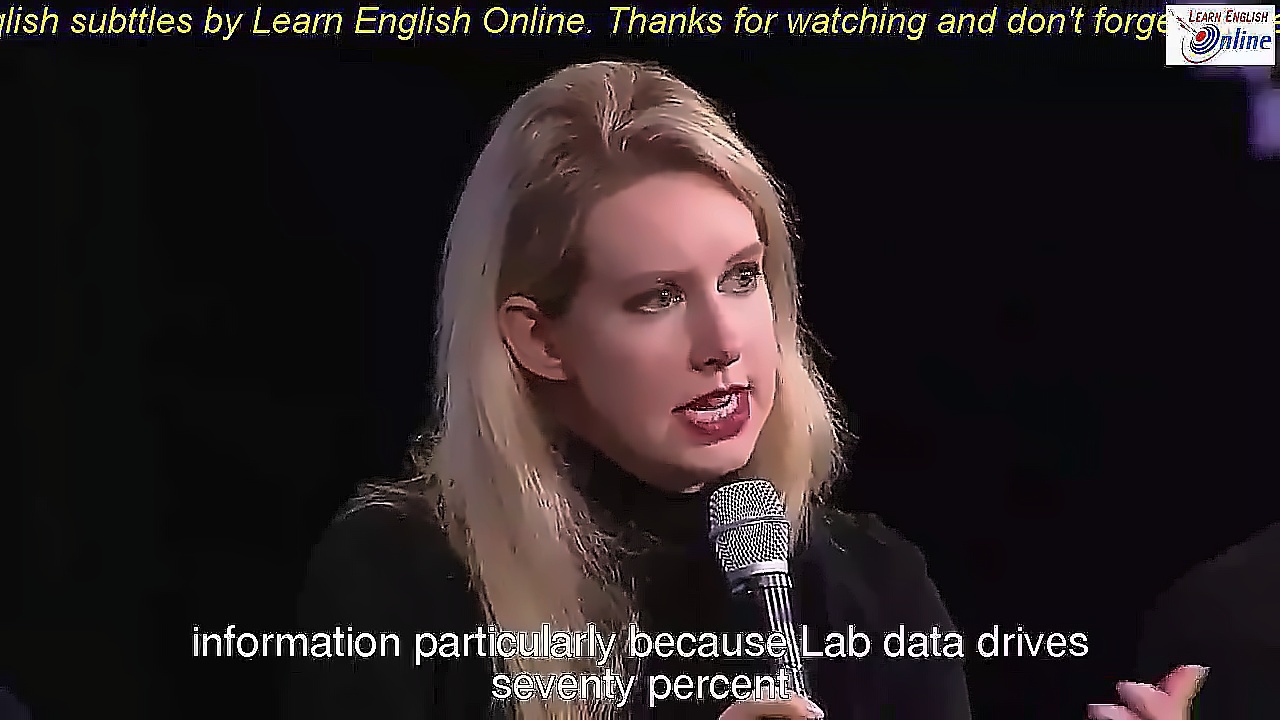 glish subttles by Learn English Online. Thanks for watching and don't forge
LEARN ENGLISH
Online
information particularly because Lab data drives
seventy percent